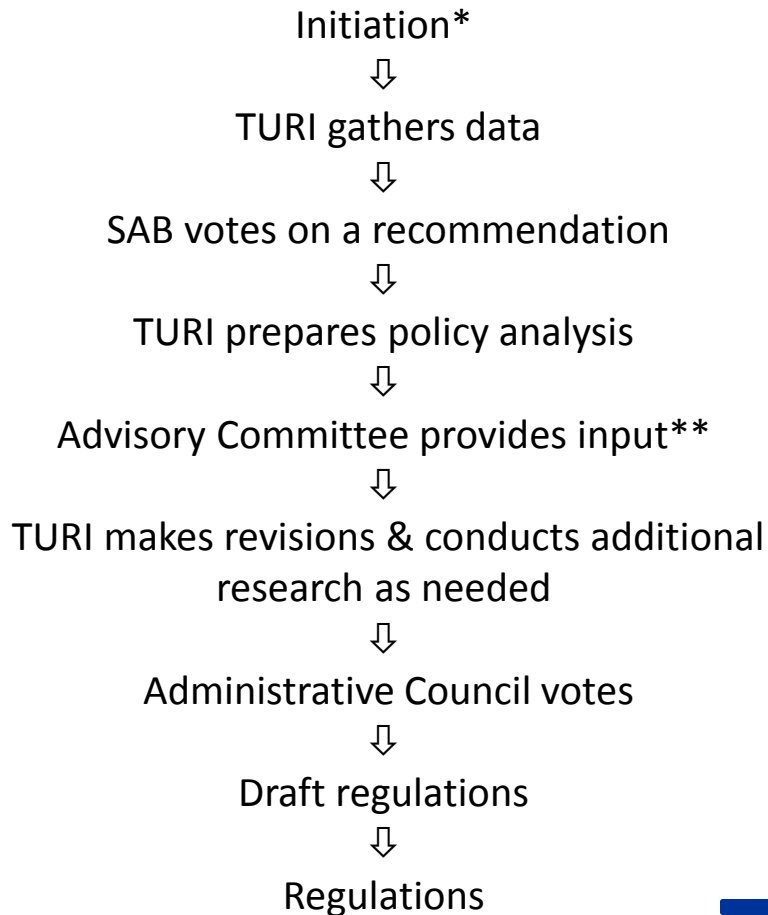 Initiation*
⇩
TURI gathers data
⇩
SAB votes on a recommendation
⇩
TURI prepares policy analysis
⇩
Advisory Committee provides input**
⇩
TURI makes revisions & conducts additional
research as needed
⇩
Administrative Council votes
⇩
Draft regulations
⇩
Regulations